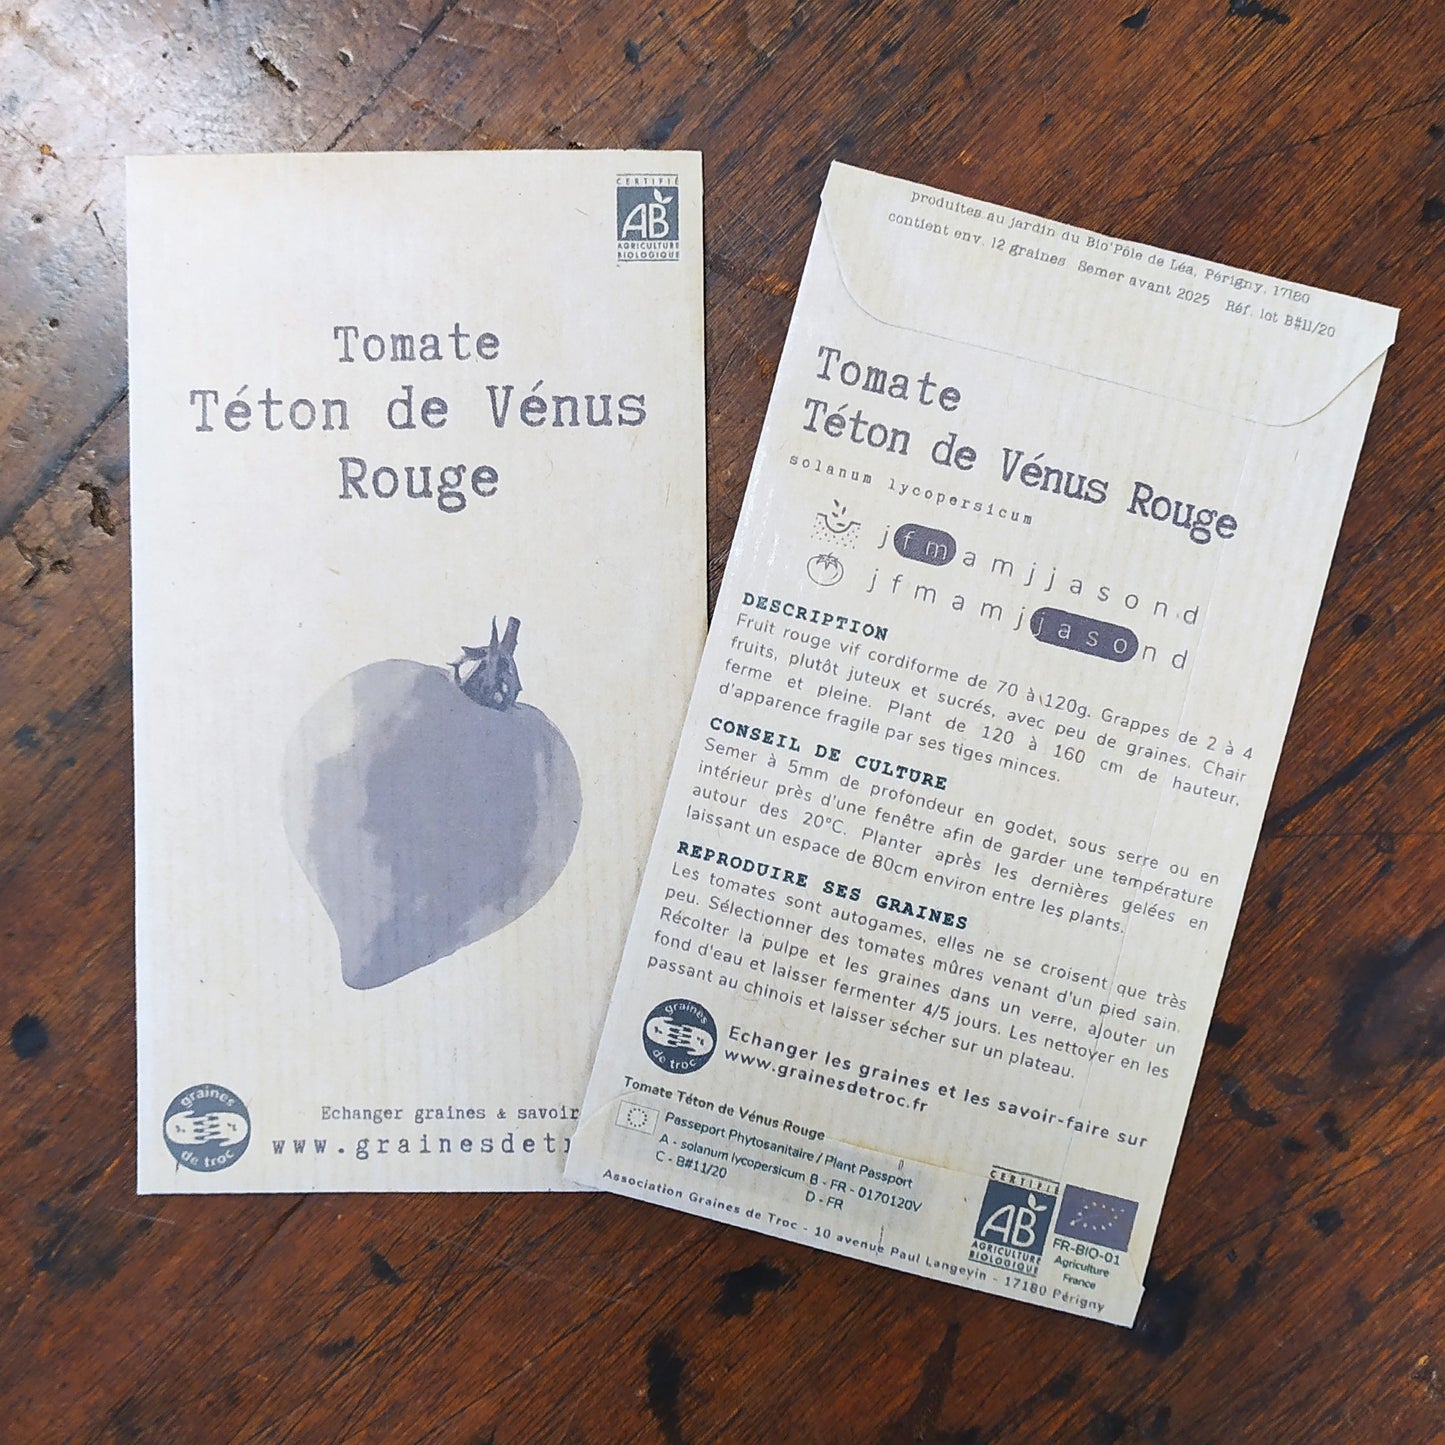 CERTIFIÉ
AB
AGRICULTURE
BIOLOGIQUE
Tomate
Téton de Vénus
Rouge
graines
de troc
Echanger graines & savoir
www.grainesdetr
produites au jardin du Bio'Pôle de Léa, Périgny, 17180
contient env. 12 graines Semer avant 2025 Réf. lot B#11/20
Tomate
Téton de Vénus Rouge
solanum lycopersicum
j f m a m j j a s o n d
j f m a m j j a s o n d
DESCRIPTION
Fruit rouge vif cordiforme de 70 à 120g. Grappes de 2 à 4
fruits, plutôt juteux et sucrés, avec peu de graines. Chair
ferme et pleine. Plant de 120 à 160 cm de hauteur,
d'apparence fragile par ses tiges minces.
CONSEIL DE CULTURE
Semer à 5mm de profondeur en godet, sous serre ou en
intérieur près d'une fenêtre afin de garder une température
autour des 20°C. Planter après les dernières gelées en
laissant un espace de 80cm environ entre les plants.
REPRODUIRE SES GRAINES
Les tomates sont autogames, elles ne se croisent que très
peu. Sélectionner des tomates mûres venant d'un pied sain.
Récolter la pulpe et les graines dans un verre, ajouter un
fond d'eau et laisser fermenter 4/5 jours. Les nettoyer en les
passant au chinois et laisser sécher sur un plateau.
graines
de troc
Echanger les graines et les savoir-faire sur
www.grainesdetroc.fr
Tomate Téton de Vénus Rouge
Passeport Phytosanitaire / Plant Passport
A - solanum lycopersicum B - FR - 0170120V
C - B#11/20 D - FR
CERTIFIÉ
AB
AGRICULTURE
BIOLOGIQUE
FR-BIO-01
Agriculture
France
Association Graines de Troc - 10 avenue Paul Langevin - 17180 Périgny